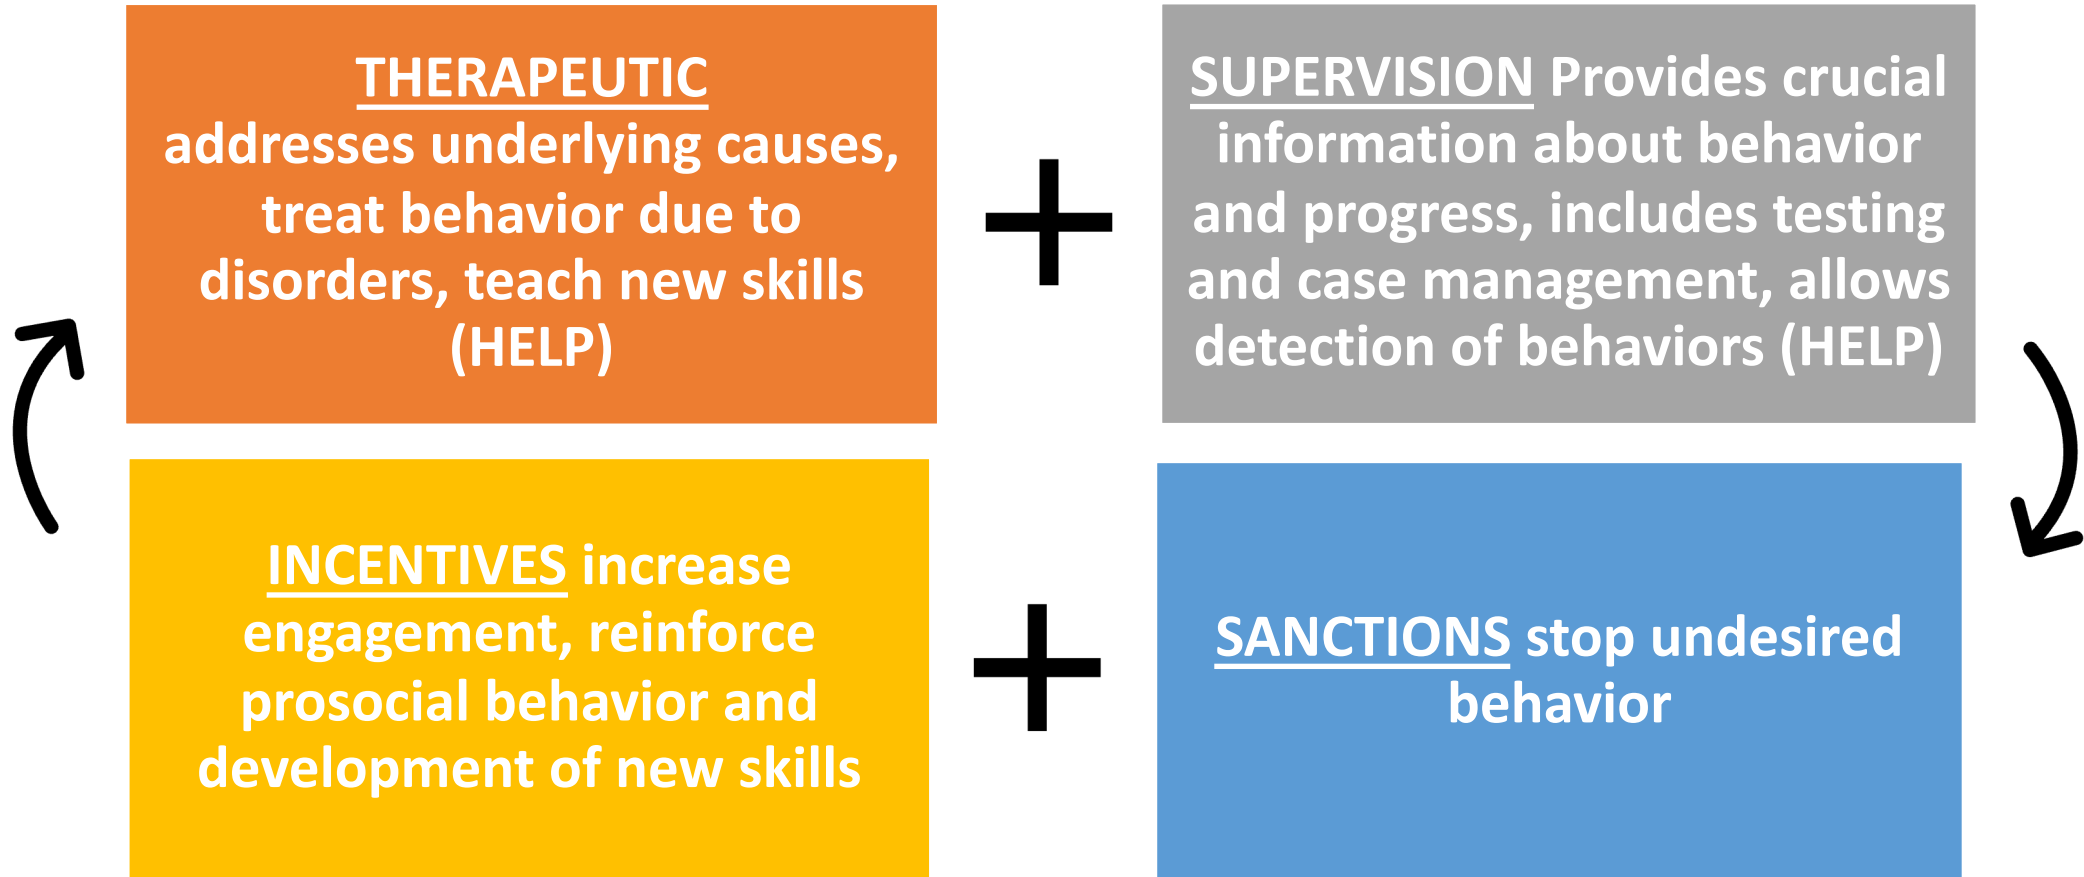 THERAPEUTIC
addresses underlying causes,
treat behavior due to
disorders, teach new skills
(HELP)
SUPERVISION Provides crucial
information about behavior
and progress, includes testing
and case management, allows
detection of behaviors (HELP)
INCENTIVES increase
engagement, reinforce
prosocial behavior and
development of new skills
SANCTIONS stop undesired
behavior